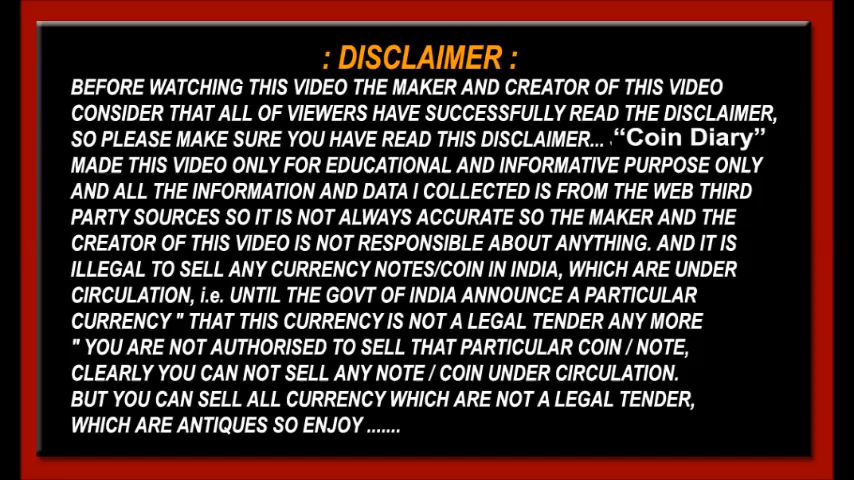 : DISCLAIMER :
BEFORE WATCHING THIS VIDEO THE MAKER AND CREATOR OF THIS VIDEO
CONSIDER THAT ALL OF VIEWERS HAVE SUCCESSFULLY READ THE DISCLAIMER,
SO PLEASE MAKE SURE YOU HAVE READ THIS DISCLAIMER... “Coin Diary”
MADE THIS VIDEO ONLY FOR EDUCATIONAL AND INFORMATIVE PURPOSE ONLY
AND ALL THE INFORMATION AND DATA I COLLECTED IS FROM THE WEB THIRD
PARTY SOURCES SO IT IS NOT ALWAYS ACCURATE SO THE MAKER AND THE
CREATOR OF THIS VIDEO IS NOT RESPONSIBLE ABOUT ANYTHING. AND IT IS
ILLEGAL TO SELL ANY CURRENCY NOTES/COIN IN INDIA, WHICH ARE UNDER
CIRCULATION, i.e. UNTIL THE GOVT OF INDIA ANNOUNCE A PARTICULAR
CURRENCY " THAT THIS CURRENCY IS NOT A LEGAL TENDER ANY MORE
" YOU ARE NOT AUTHORISED TO SELL THAT PARTICULAR COIN / NOTE,
CLEARLY YOU CAN NOT SELL ANY NOTE / COIN UNDER CIRCULATION.
BUT YOU CAN SELL ALL CURRENCY WHICH ARE NOT A LEGAL TENDER,
WHICH ARE ANTIQUES SO ENJOY .......